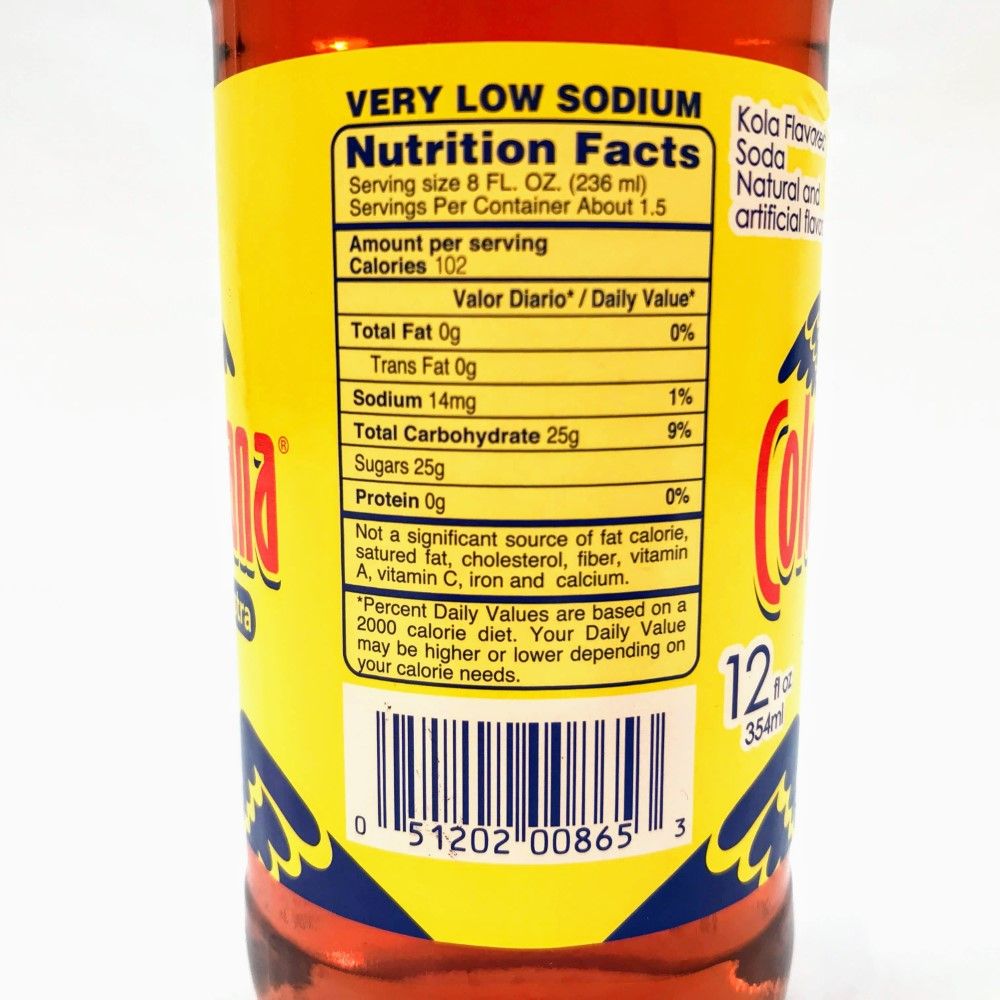 VERY LOW SODIUM
Nutrition Facts
Serving size 8 FL. OZ. (236 ml)
Servings Per Container About 1.5
Amount per serving
Calories 102
Valor Diario* / Daily Value*
Total Fat 0g 0%
Trans Fat 0g
Sodium 14mg 1%
Total Carbohydrate 25g 9%
Sugars 25g
Protein 0g 0%
Not a significant source of fat calorie,
satured fat, cholesterol, fiber, vitamin
A, vitamin C, iron and calcium.
*Percent Daily Values are based on a
2000 calorie diet. Your Daily Value
may be higher or lower depending on
your calorie needs.
0 51202 00865 3
Kola Flavored
Soda
Natural and
artificial
12 fl oz
354ml